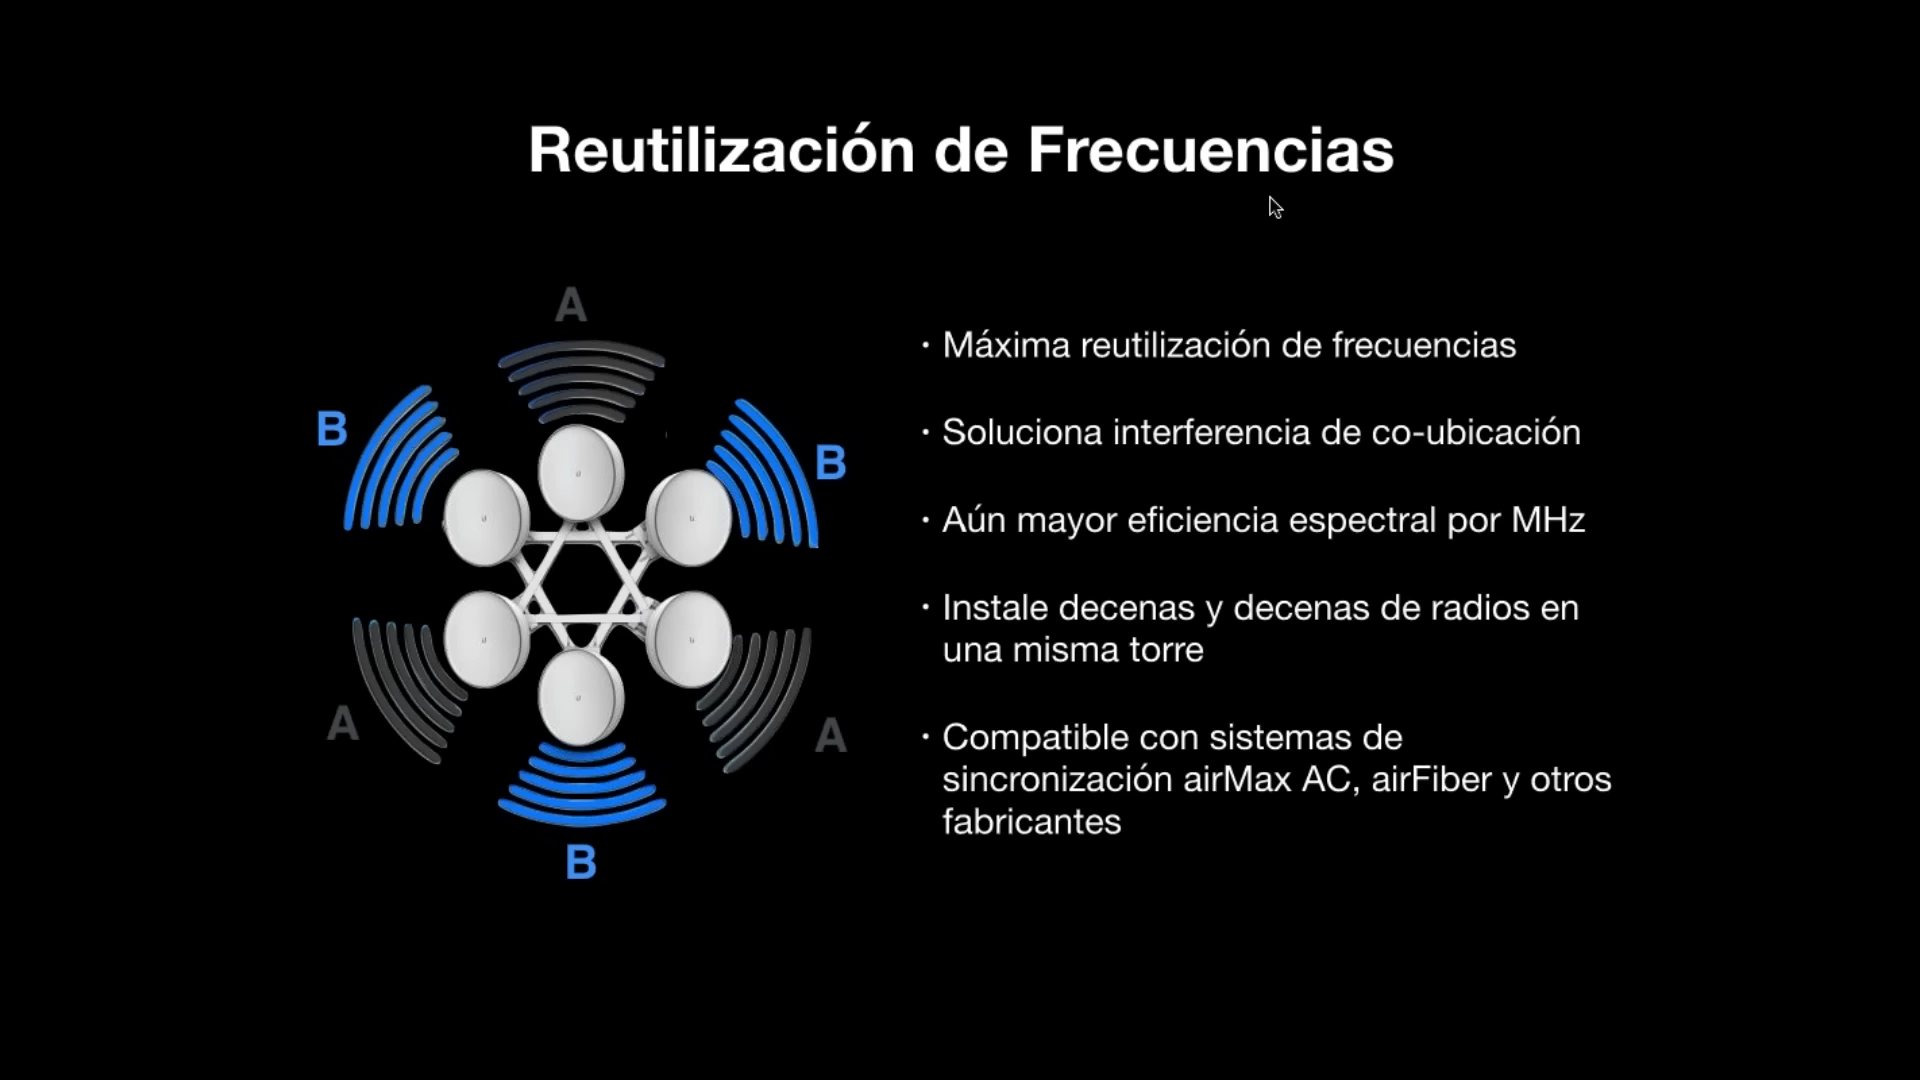 Reutilización de Frecuencias
A
B
B
A
A
B
· Máxima reutilización de frecuencias
· Soluciona interferencia de co-ubicación
· Aún mayor eficiencia espectral por MHz
· Instale decenas y decenas de radios en
una misma torre
· Compatible con sistemas de
sincronización airMax AC, airFiber y otros
fabricantes